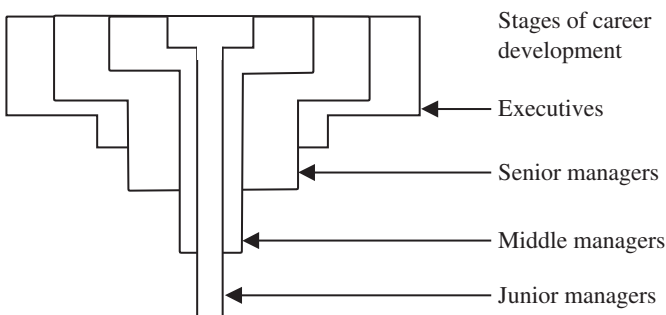 Stages of career
development
Executives
Senior managers
Middle managers
Junior managers